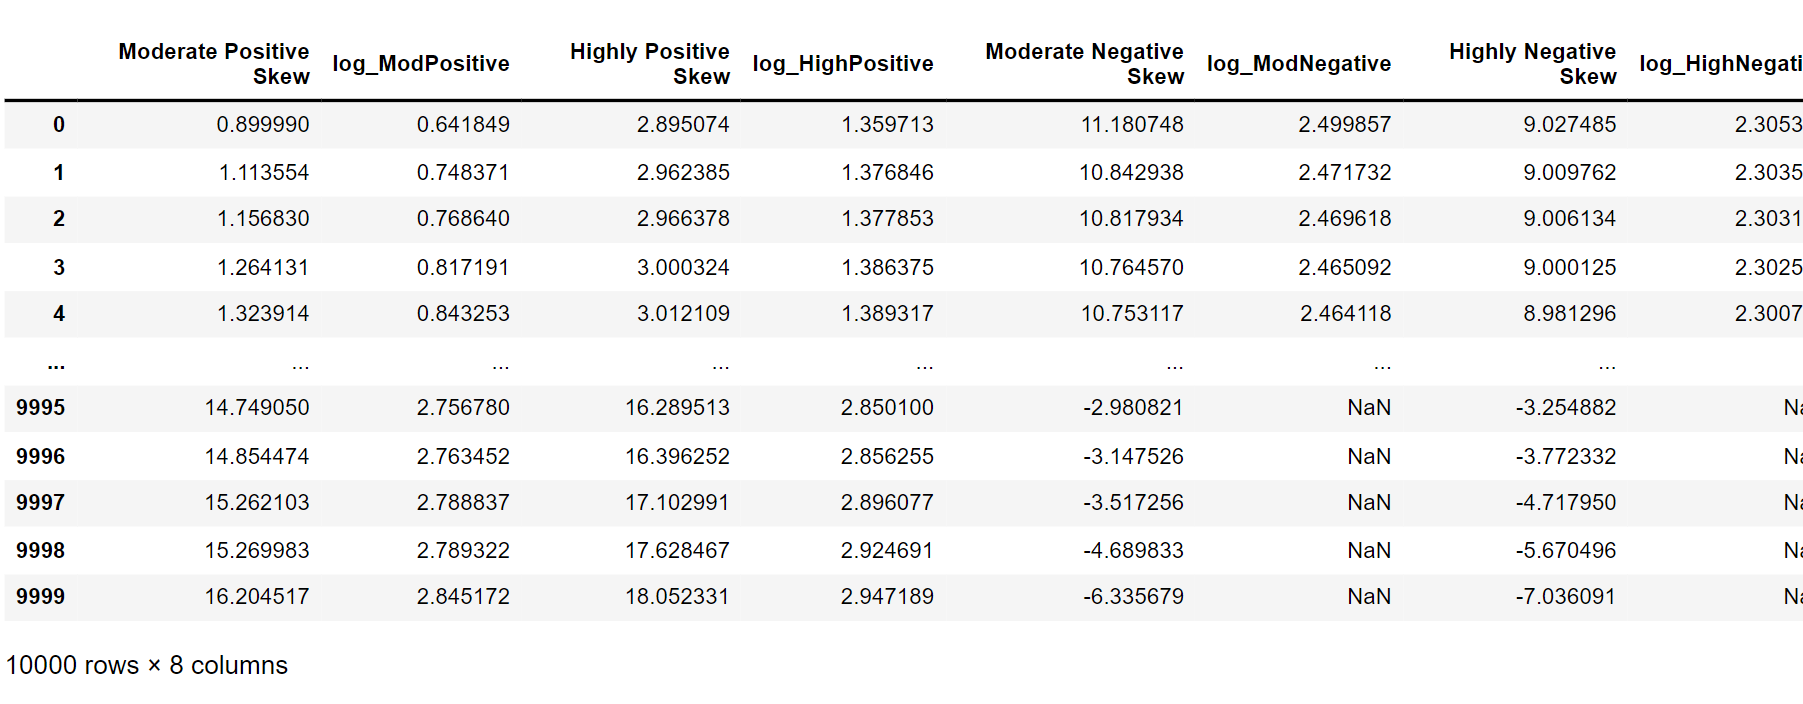 Moderate Positive Skew log_ModPositive Highly Positive Skew log_HighPositive Moderate Negative Skew log_ModNegative Highly Negative Skew log_HighNegati
0 0.899990 0.641849 2.895074 1.359713 11.180748 2.499857 9.027485 2.3053
1 1.113554 0.748371 2.962385 1.376846 10.842938 2.471732 9.009762 2.3035
2 1.156830 0.768640 2.966378 1.377853 10.817934 2.469618 9.006134 2.3031
3 1.264131 0.817191 3.000324 1.386375 10.764570 2.465092 9.000125 2.3025
4 1.323914 0.843253 3.012109 1.389317 10.753117 2.464118 8.981296 2.3007
... ... ... ... ... ... ... ...
9995 14.749050 2.756780 16.289513 2.850100 -2.980821 NaN -3.254882 Na
9996 14.854474 2.763452 16.396252 2.856255 -3.147526 NaN -3.772332 Na
9997 15.262103 2.788837 17.102991 2.896077 -3.517256 NaN -4.717950 Na
9998 15.269983 2.789322 17.628467 2.924691 -4.689833 NaN -5.670496 Na
9999 16.204517 2.845172 18.052331 2.947189 -6.335679 NaN -7.036091 Na
10000 rows × 8 columns